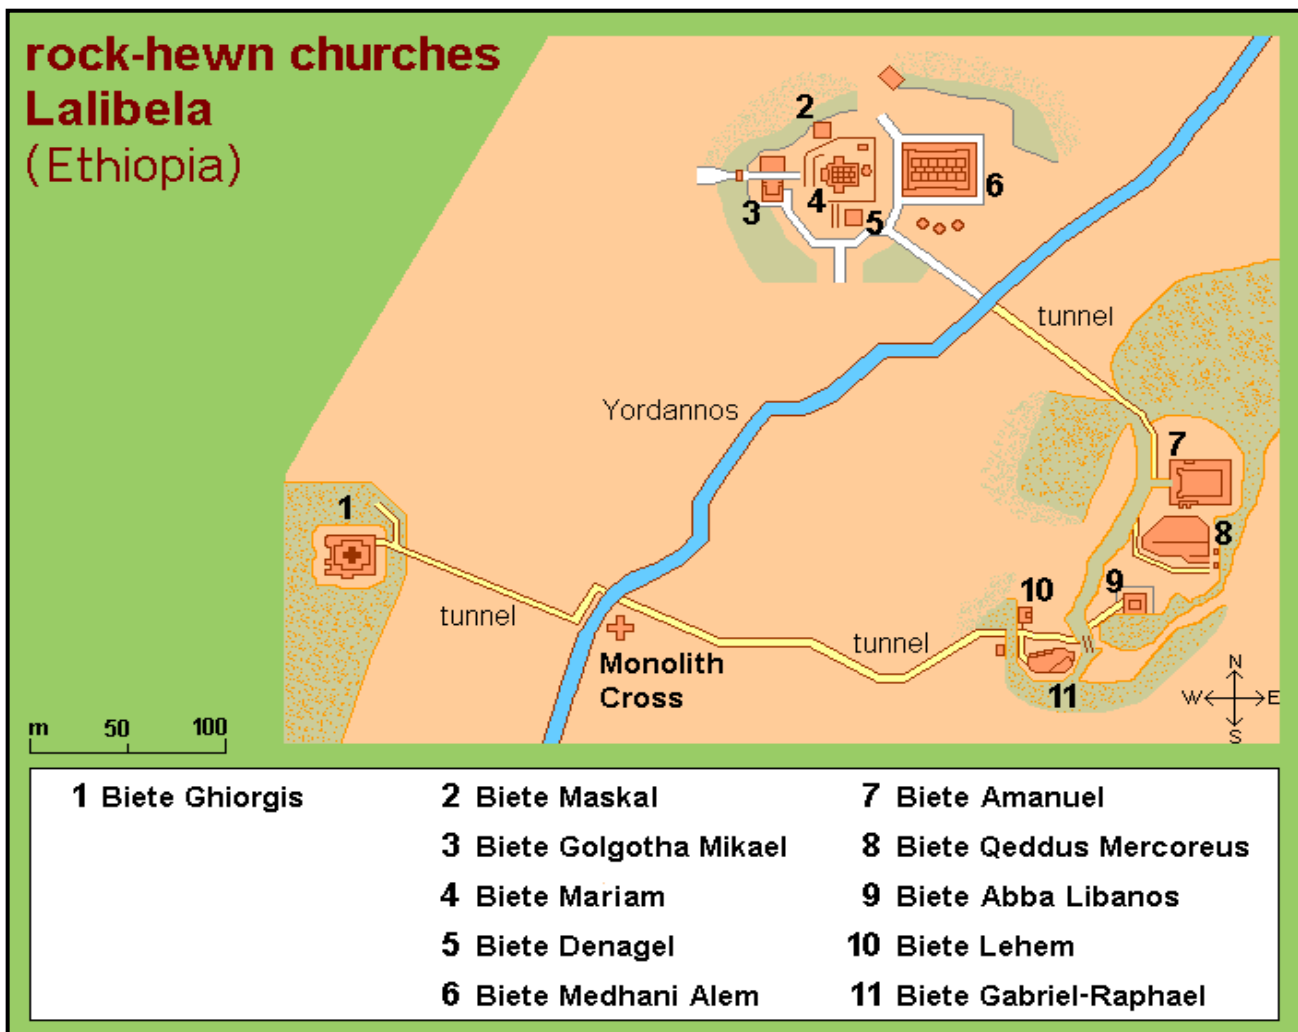 rock-hewn churches
Lalibela
(Ethiopia)
2
6
3
4
5
tunnel
Yordannos
7
1
8
9
10
tunnel
tunnel
Monolith
Cross
11
N
W E
S
m 50 100
1 Biete Ghiorgis
2 Biete Maskal
3 Biete Golgotha Mikael
4 Biete Mariam
5 Biete Denagel
6 Biete Medhani Alem
7 Biete Amanuel
8 Biete Qeddus Mercoreus
9 Biete Abba Libanos
10 Biete Lehem
11 Biete Gabriel-Raphael